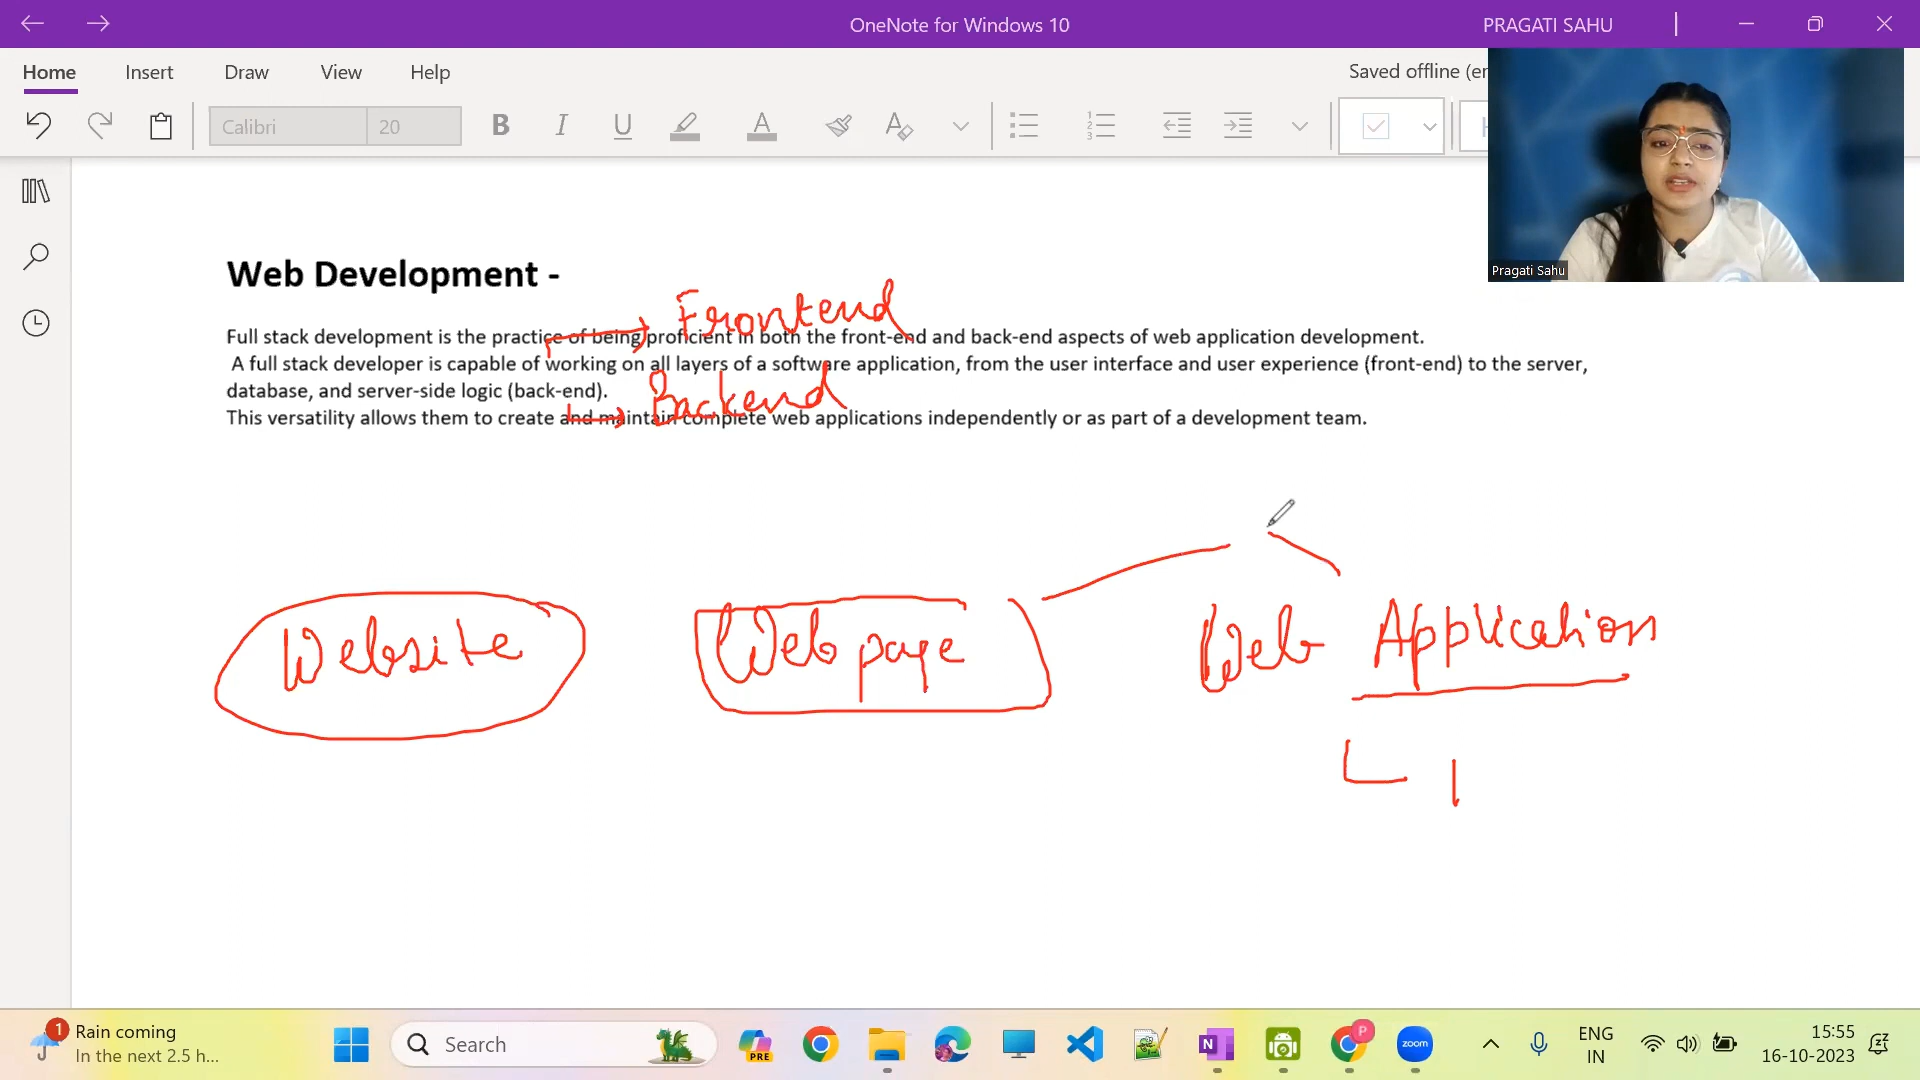 OneNote for Windows 10
PRAGATI SAHU
Home Insert Draw View Help
Saved offline (er
Calibri 20 B I U A A
H
Pragati Sahu
Web Development -
Frontend
Full stack development is the practice of being proficient in both the front-end and back-end aspects of web application development.
A full stack developer is capable of working on all layers of a software application, from the user interface and user experience (front-end) to the server,
database, and server-side logic (back-end).
Backend
This versatility allows them to create and maintain complete web applications independently or as part of a development team.
Website Web page Web Application
1 Rain coming
In the next 2.5 h...
Search
PRE
N
P
zoom
ENG
IN
15:55
16-10-2023